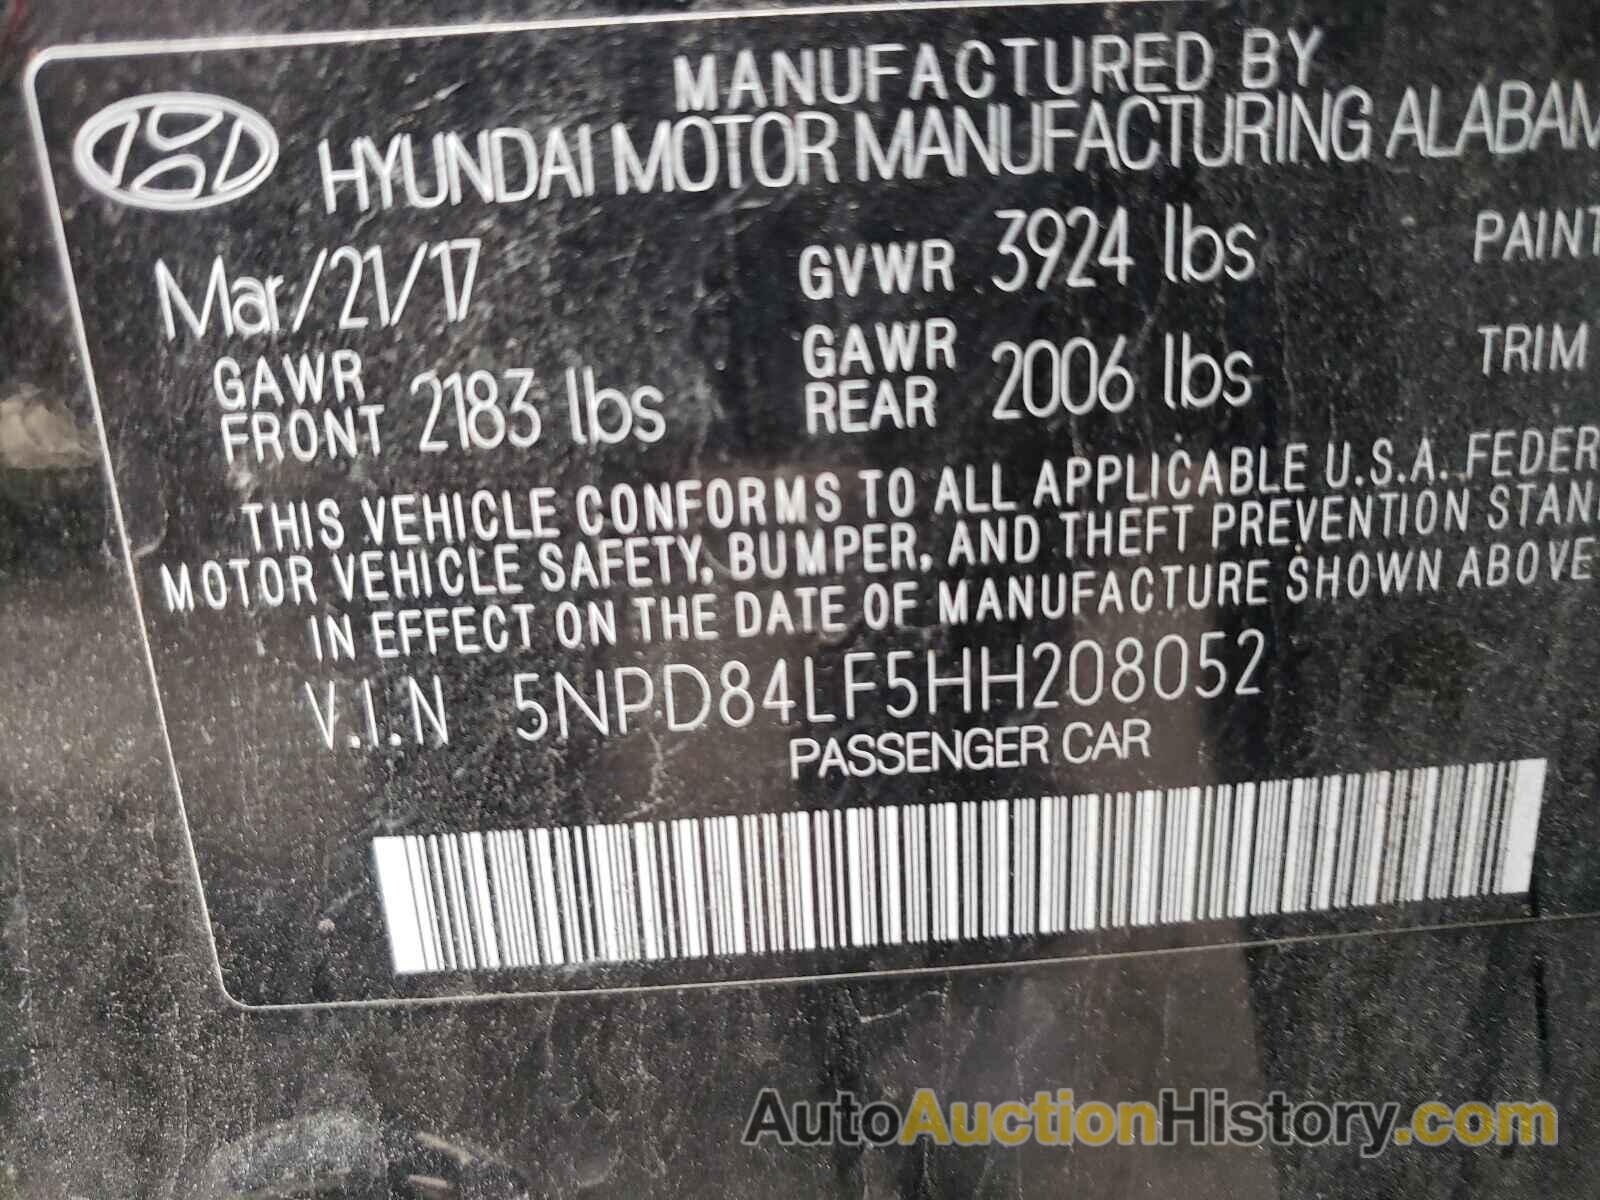 MANUFACTURED BY
HYUNDAI MOTOR MANUFACTURING ALABAM
Mar/21/17 GVWR 3924 lbs PAINT
GAWR FRONT 2183 lbs GAWR REAR 2006 lbs TRIM
THIS VEHICLE CONFORMS TO ALL APPLICABLE U.S.A. FEDER
MOTOR VEHICLE SAFETY, BUMPER, AND THEFT PREVENTION STAN
IN EFFECT ON THE DATE OF MANUFACTURE SHOWN ABOVE
V.I.N 5NPD84LF5HH208052
PASSENGER CAR
AutoAuctionHistory.com